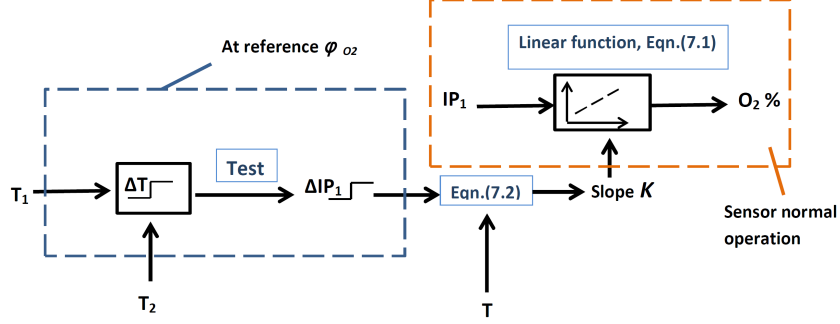 At reference φ O2
Linear function, Eqn.(7.1)
IP1
O2 %
T1
ΔT
Test
ΔIP1
Eqn.(7.2)
Slope K
Sensor normal
operation
T2
T